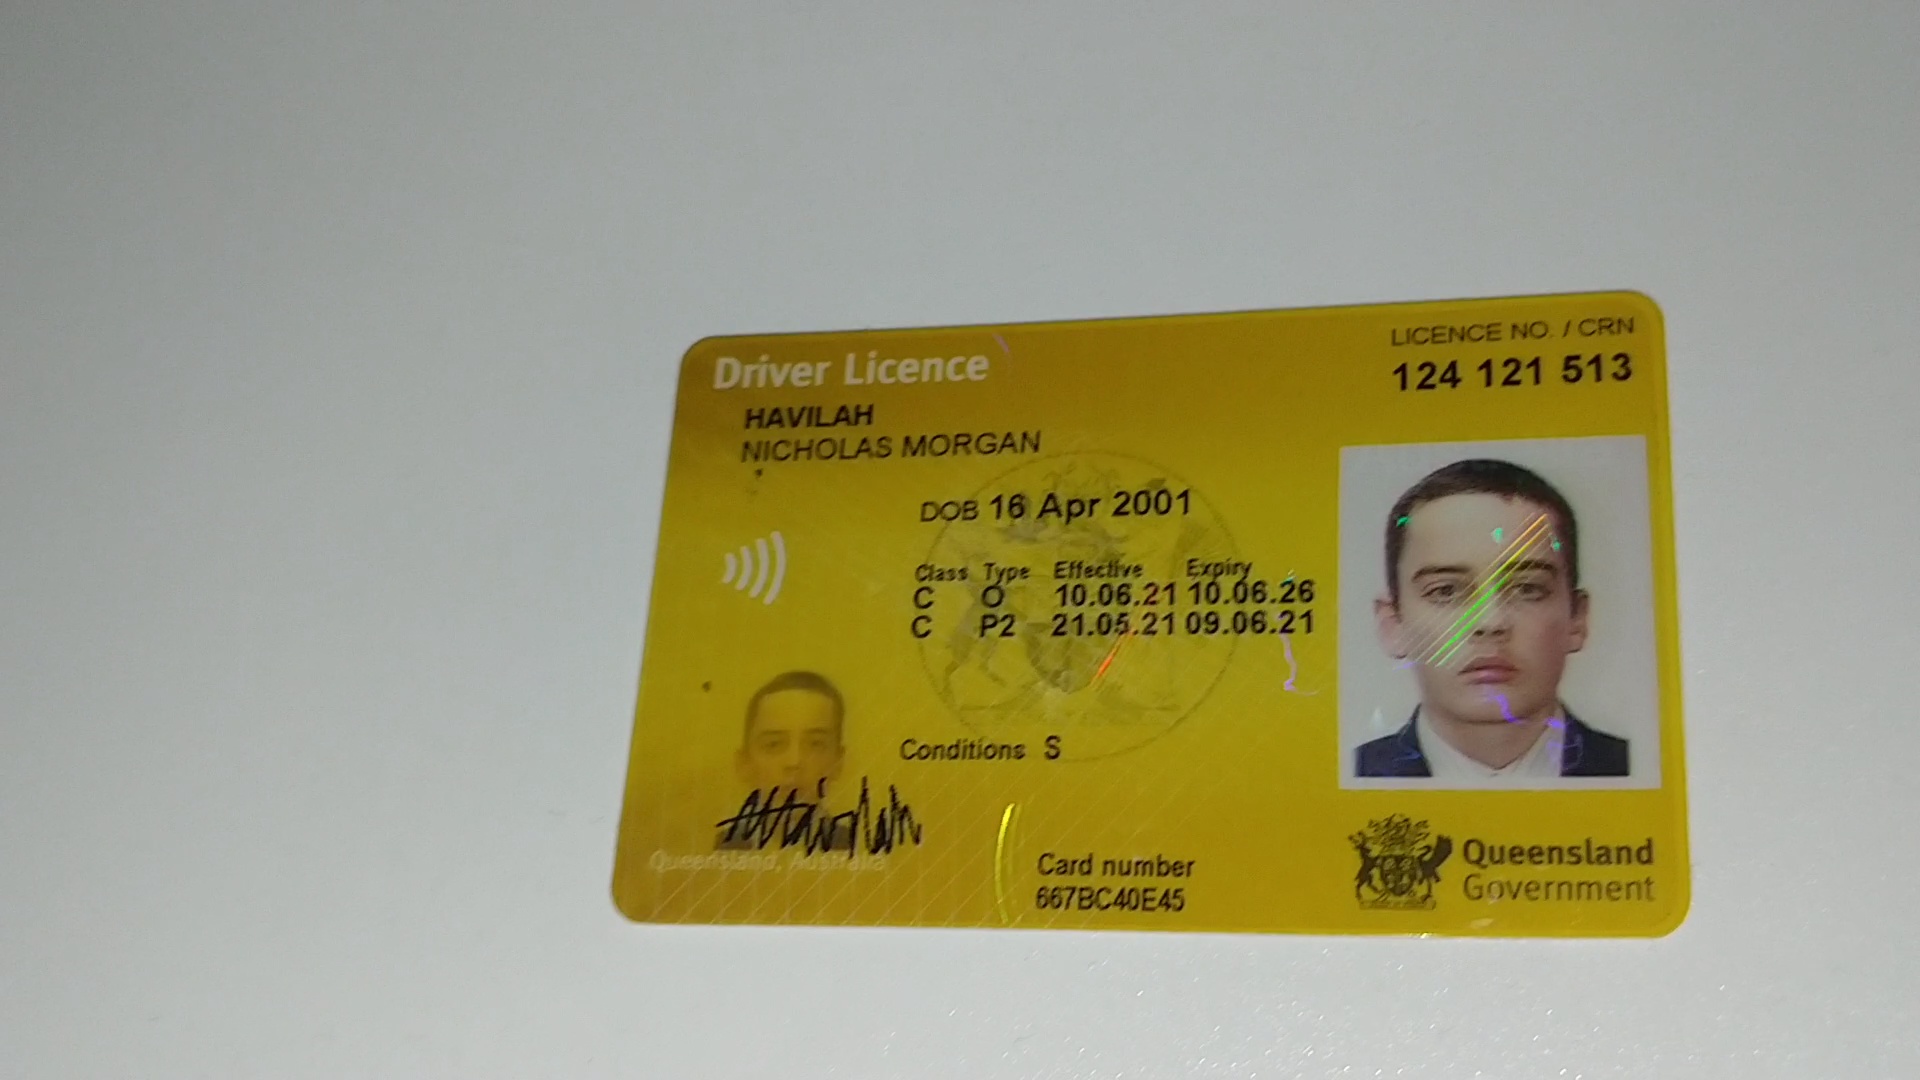 Driver Licence
LICENCE NO. / CRN
124 121 513
HAVILAH
NICHOLAS MORGAN
DOB 16 Apr 2001
Class Type Effective Expiry
C O 10.06.21 10.06.26
C P2 21.05.21 09.06.21
Conditions S
Queensland, Australia
Card number
667BC40E45
Queensland
Government